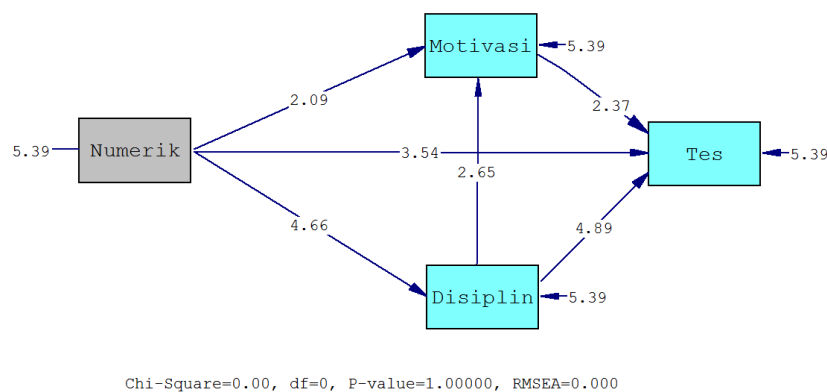 Motivasi
5.39
2.09
2.37
5.39
Numerik
3.54
Tes
5.39
2.65
4.66
4.89
Disiplin
5.39
Chi-Square=0.00, df=0, P-value=1.00000, RMSEA=0.000